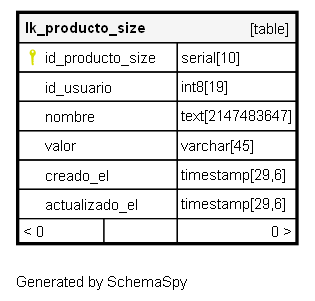 lk_producto_size [table]
id_producto_size serial[10]
id_usuario int8[19]
nombre text[2147483647]
valor varchar[45]
creado_el timestamp[29,6]
actualizado_el timestamp[29,6]
< 0 0 >
Generated by SchemaSpy